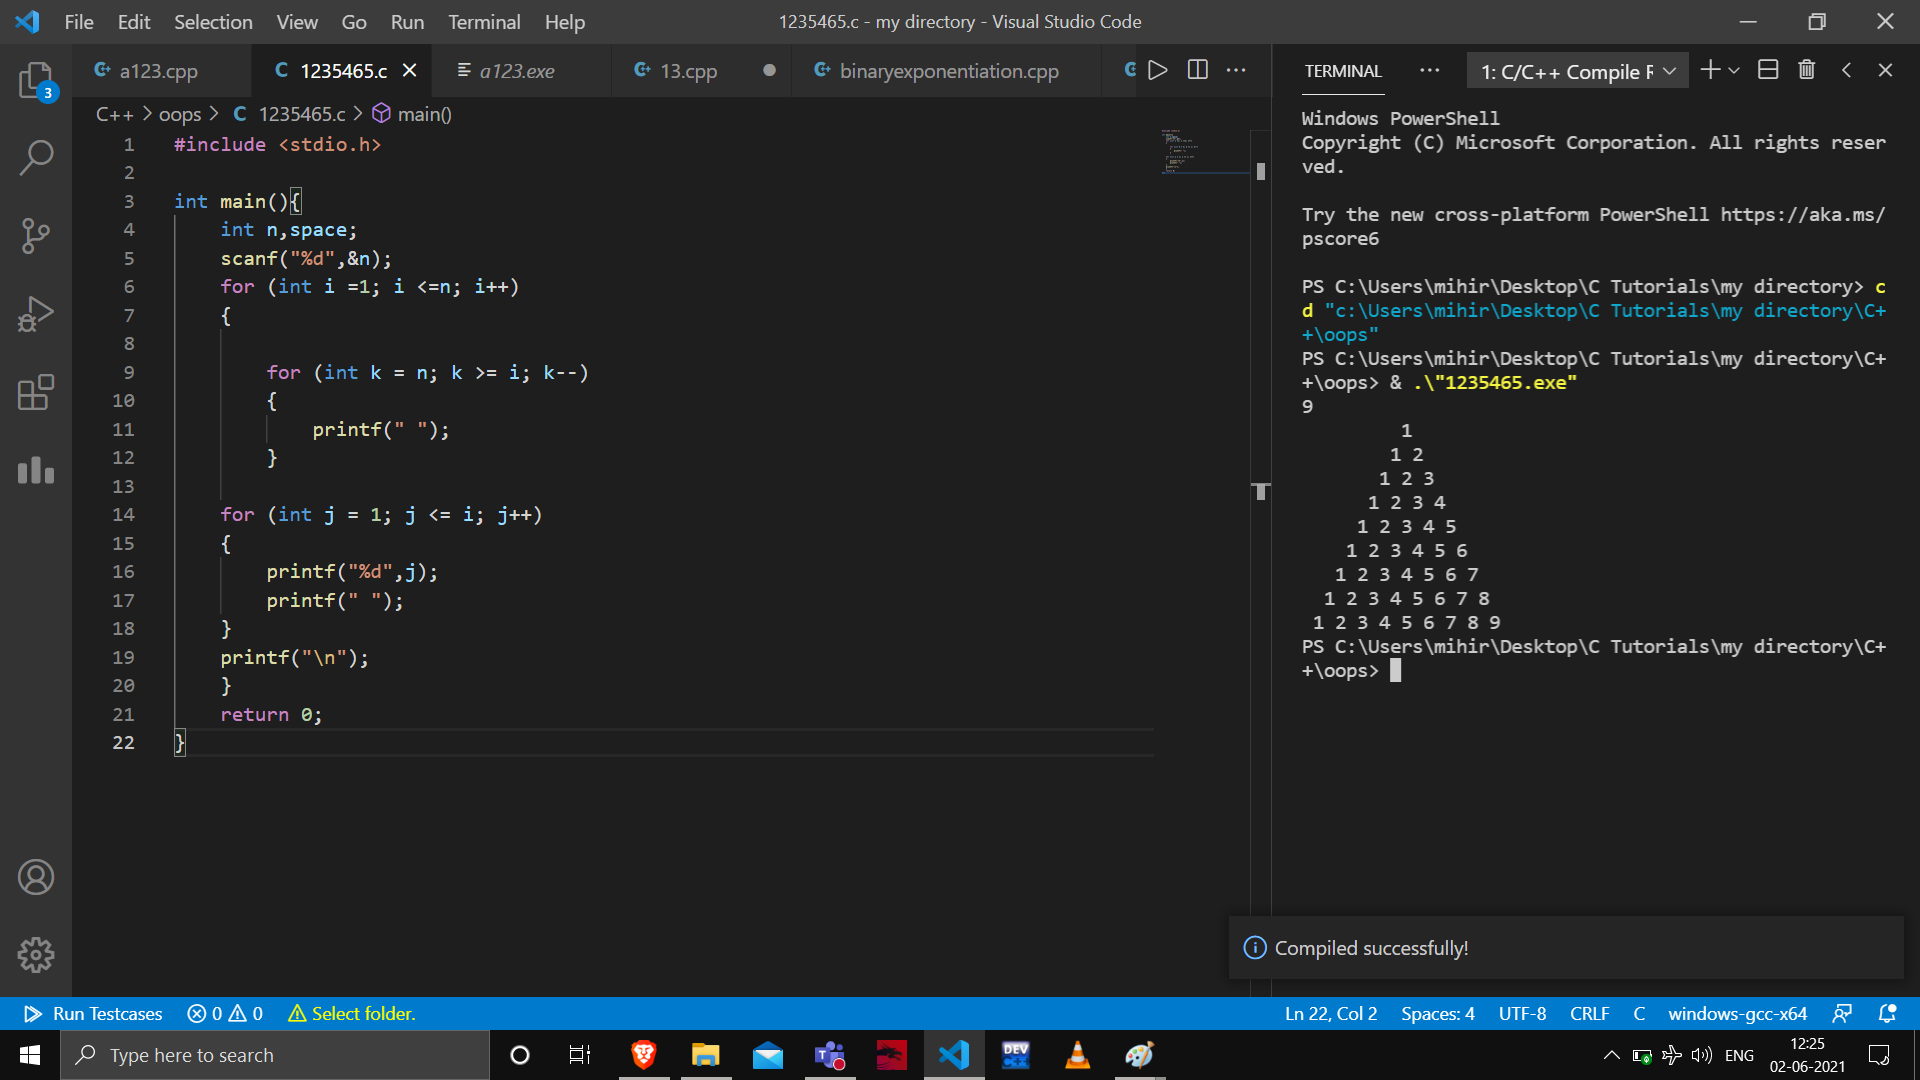 File Edit Selection View Go Run Terminal Help 1235465.c - my directory - Visual Studio Code
a123.cpp 1235465.c a123.exe 13.cpp binaryexponentiation.cpp
C++ > oops > C 1235465.c > main()
1 #include <stdio.h>
2
3 int main(){
4 int n,space;
5 scanf("%d",&n);
6 for (int i =1; i <=n; i++)
7 {
8
9 for (int k = n; k >= i; k--)
10 {
11 printf(" ");
12 }
13
14 for (int j = 1; j <= i; j++)
15 {
16 printf("%d",j);
17 printf(" ");
18 }
19 printf("\n");
20 }
21 return 0;
22 }
3
TERMINAL 1: C/C++ Compile R
Windows PowerShell
Copyright (C) Microsoft Corporation. All rights reser
ved.
Try the new cross-platform PowerShell https://aka.ms/
pscore6
PS C:\Users\mihir\Desktop\C Tutorials\my directory> c
d "c:\Users\mihir\Desktop\C Tutorials\my directory\C+
+\oops"
PS C:\Users\mihir\Desktop\C Tutorials\my directory\C+
+\oops> & .\"1235465.exe"
9
1
1 2
1 2 3
1 2 3 4
1 2 3 4 5
1 2 3 4 5 6
1 2 3 4 5 6 7
1 2 3 4 5 6 7 8
1 2 3 4 5 6 7 8 9
PS C:\Users\mihir\Desktop\C Tutorials\my directory\C+
+\oops>
Compiled successfully!
Run Testcases 0 0 Select folder. Ln 22, Col 2 Spaces: 4 UTF-8 CRLF C windows-gcc-x64
Type here to search DEV C++ ENG 12:25
02-06-2021